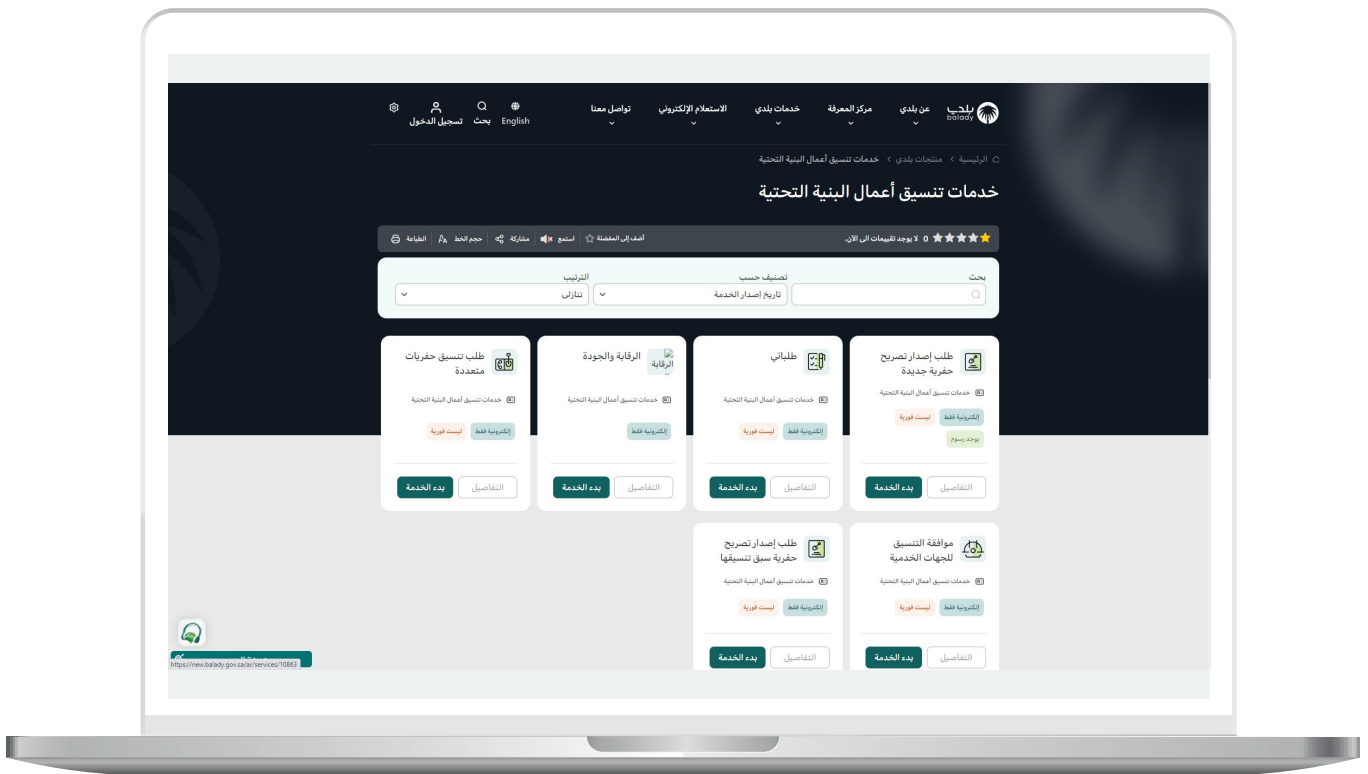 بلدي
balady
عن بلدي
مركز المعرفة
خدمات بلدي
الاستعلام الإلكتروني
تواصل معنا
English
بحث
تسجيل الدخول
الرئيسية > منتجات بلدي > خدمات تنسيق أعمال البنية التحتية
خدمات تنسيق أعمال البنية التحتية
0 لا يوجد تقييمات الى الآن.
أضف إلى المفضلة
استمع
مشاركة
حجم الخط
الطباعة
بحث
تصنيف حسب
الترتيب
تاريخ إصدار الخدمة
تنازلى
طلب إصدار تصريح
حفرية جديدة
خدمات تنسيق أعمال البنية التحتية
إلكترونية فقط
ليست فورية
يوجد رسوم
التفاصيل
بدء الخدمة
طلباتي
خدمات تنسيق أعمال البنية التحتية
إلكترونية فقط
ليست فورية
التفاصيل
بدء الخدمة
الرقابة
الرقابة والجودة
خدمات تنسيق أعمال البنية التحتية
إلكترونية فقط
التفاصيل
بدء الخدمة
طلب تنسيق حفريات
متعددة
خدمات تنسيق أعمال البنية التحتية
إلكترونية فقط
ليست فورية
التفاصيل
بدء الخدمة
موافقة التنسيق
للجهات الخدمية
خدمات تنسيق أعمال البنية التحتية
إلكترونية فقط
ليست فورية
التفاصيل
بدء الخدمة
طلب إصدار تصريح
حفرية سبق تنسيقها
خدمات تنسيق أعمال البنية التحتية
إلكترونية فقط
ليست فورية
التفاصيل
بدء الخدمة
https://new.balady.gov.sa/ar/services/10863